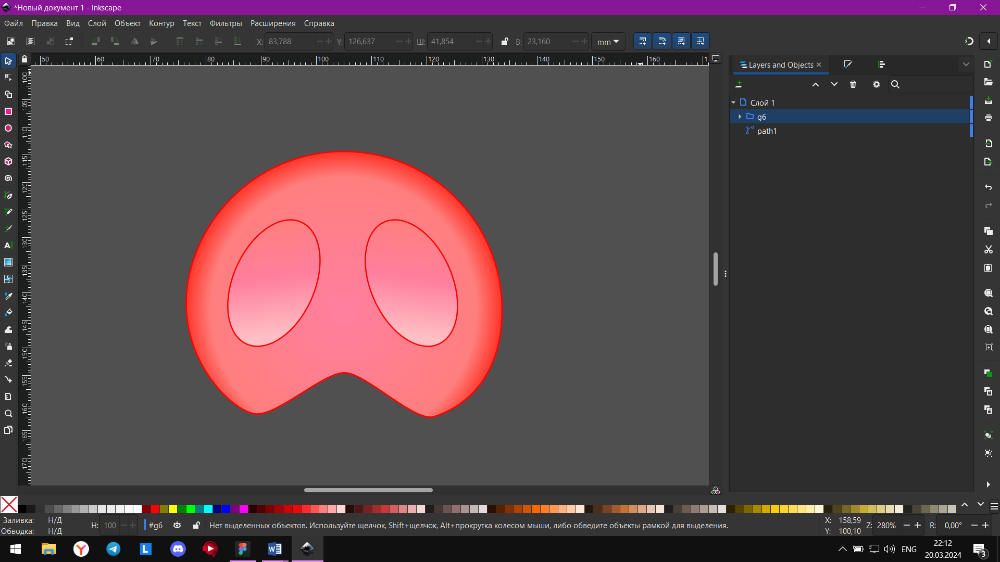 *Новый документ 1 - Inkscape
Файл Правка Вид Слой Объект Контур Текст Фильтры Расширения Справка
X: 83,788 Y: 126,637 Ш: 41,854 В: 23,160 mm
50 60 70 80 90 100 110 120 130 140 150 160
Layers and Objects
Слой 1
g6
path1
115
120
125
130
135
140
145
150
155
160
165
A
Заливка: Н/Д
Обводка: Н/Д
Н: 100
#g6
Нет выделенных объектов. Используйте щелчок, Shift+щелчок, Alt+прокрутка колесом мыши, либо обведите объекты рамкой для выделения.
X: 158,59
Y: 100,10
Z: 280%
R: 0,00°
ENG
22:12
20.03.2024
3